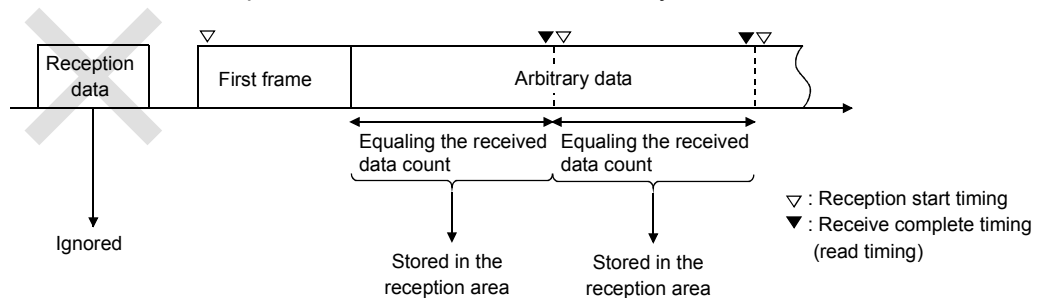 Reception
data
First frame
Arbitrary data
Equaling the received
data count
Equaling the received
data count
Ignored
Stored in the
reception area
Stored in the
reception area
▽ : Reception start timing
▼ : Receive complete timing
(read timing)